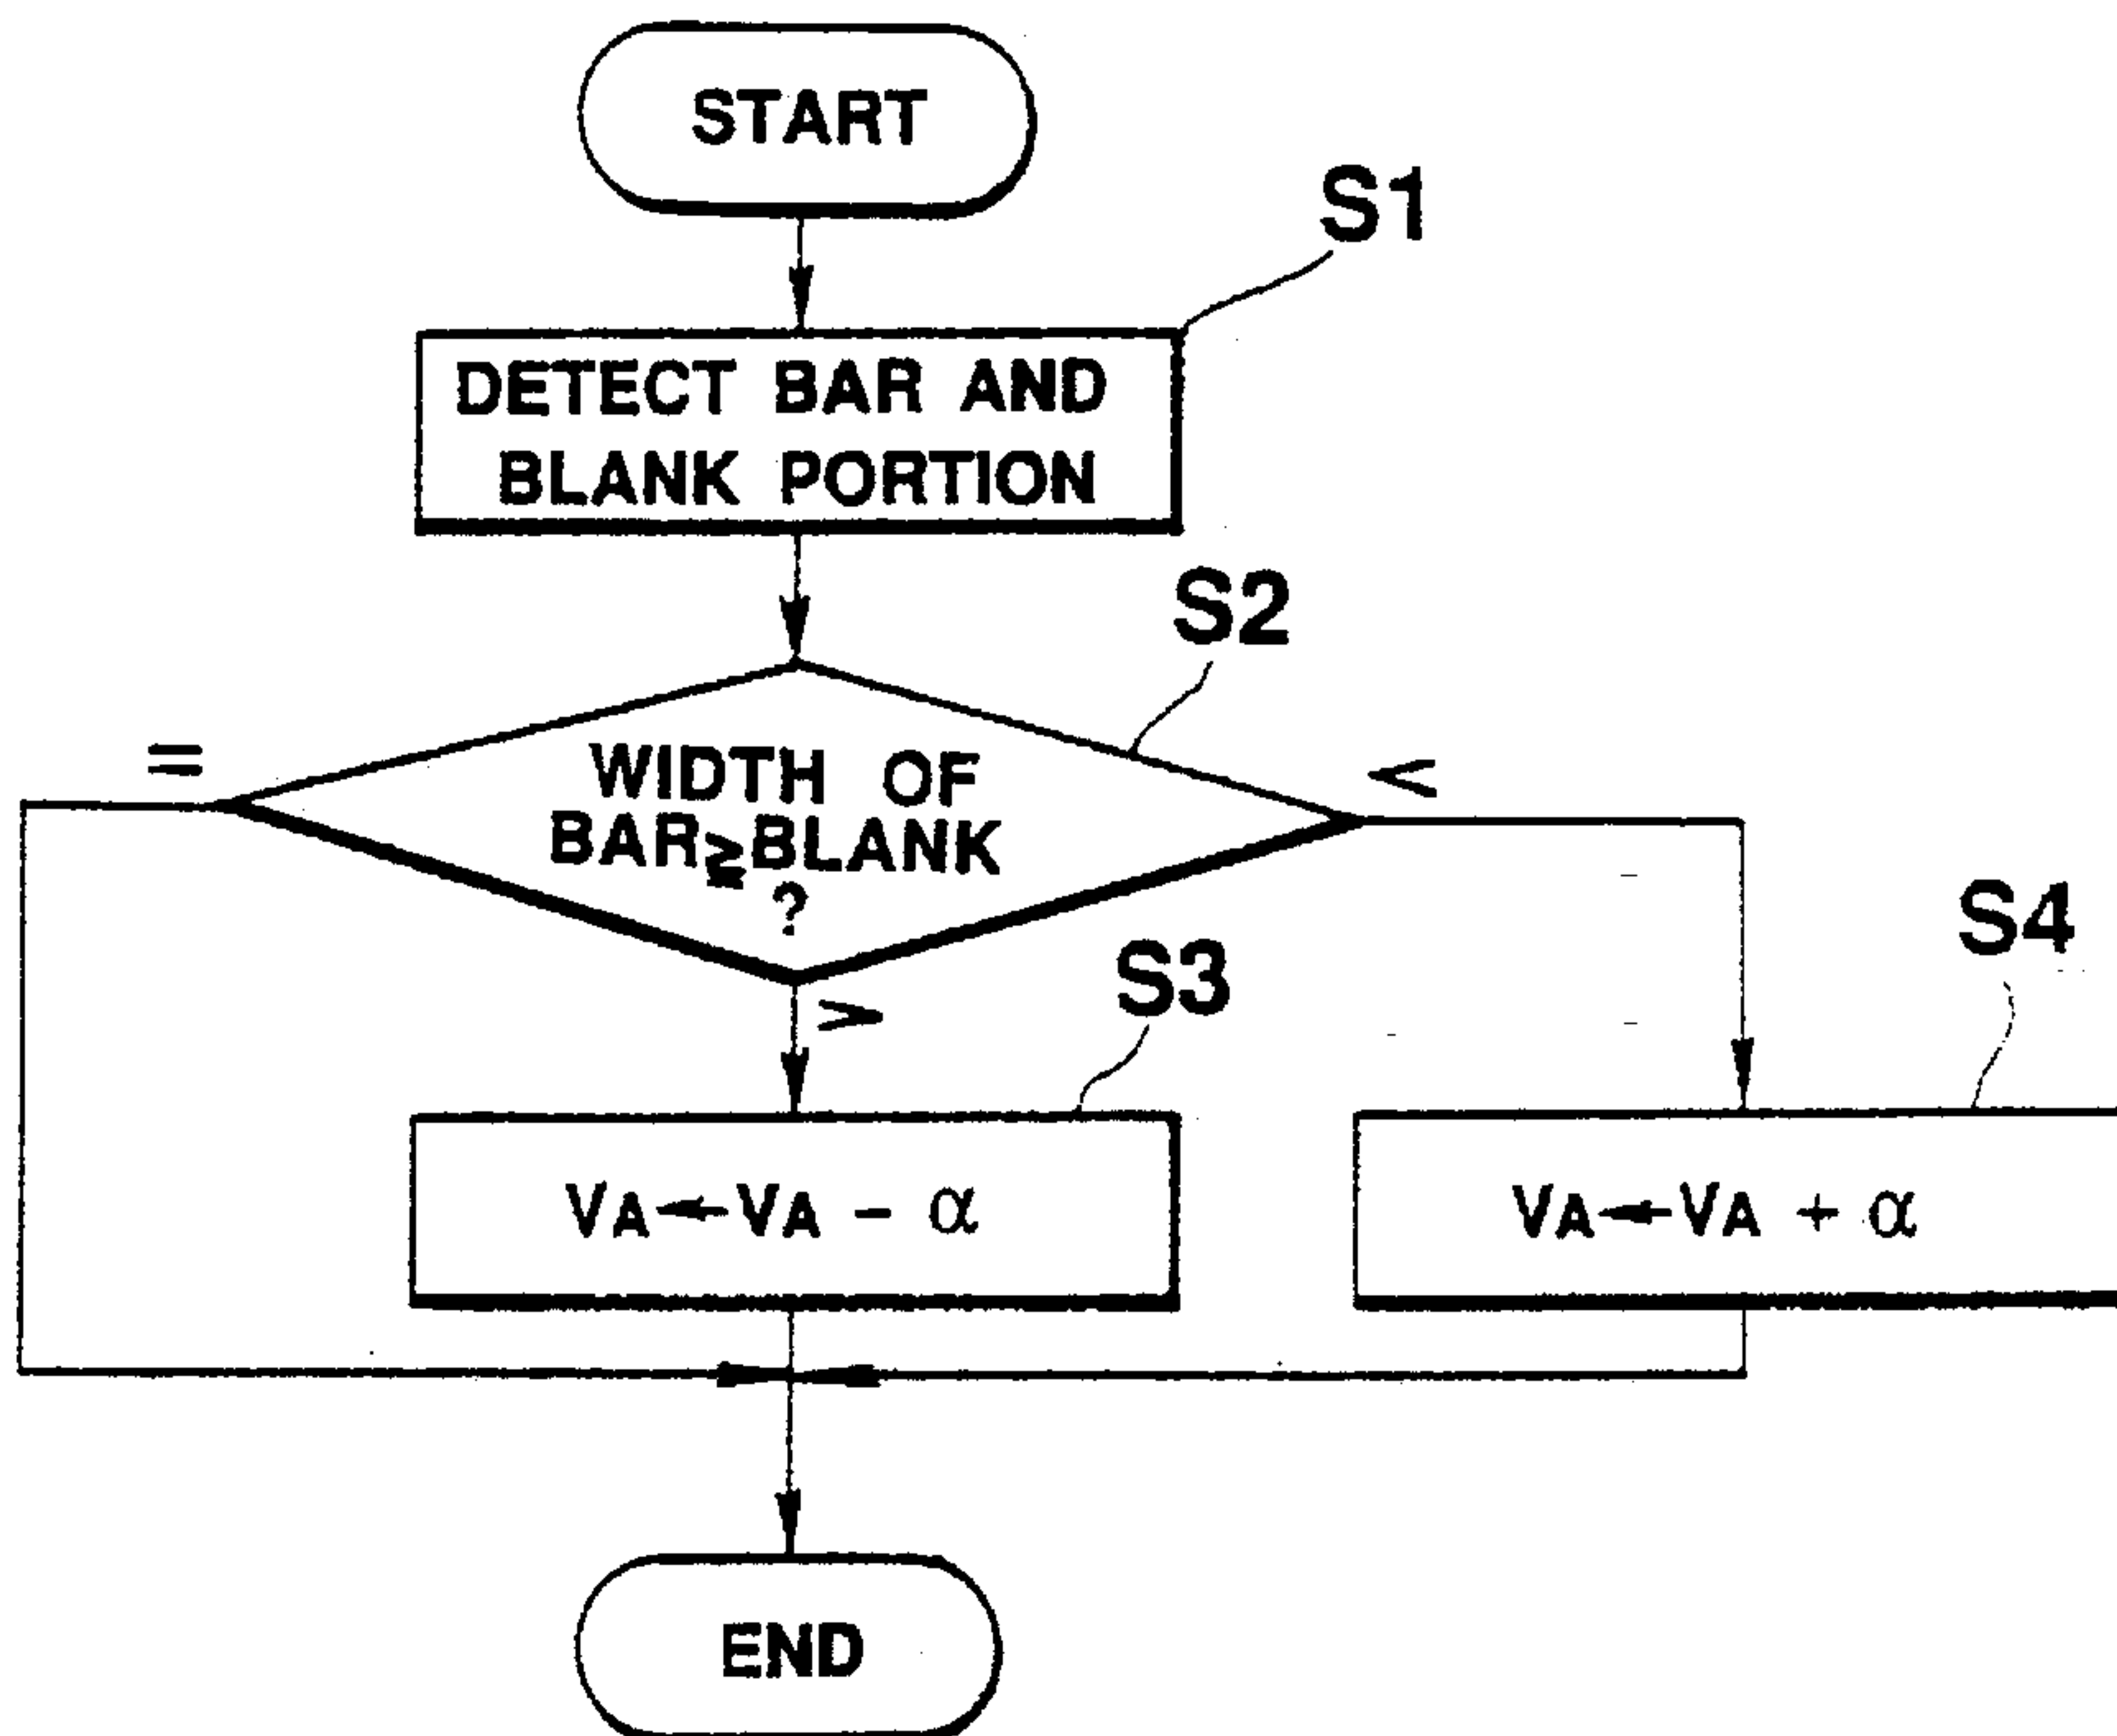 START
S1
DETECT BAR AND
BLANK PORTION
S2
=
<
WIDTH OF
BAR⋛BLANK
?
S4
S3
>
VA←VA - α
VA←VA + α
END